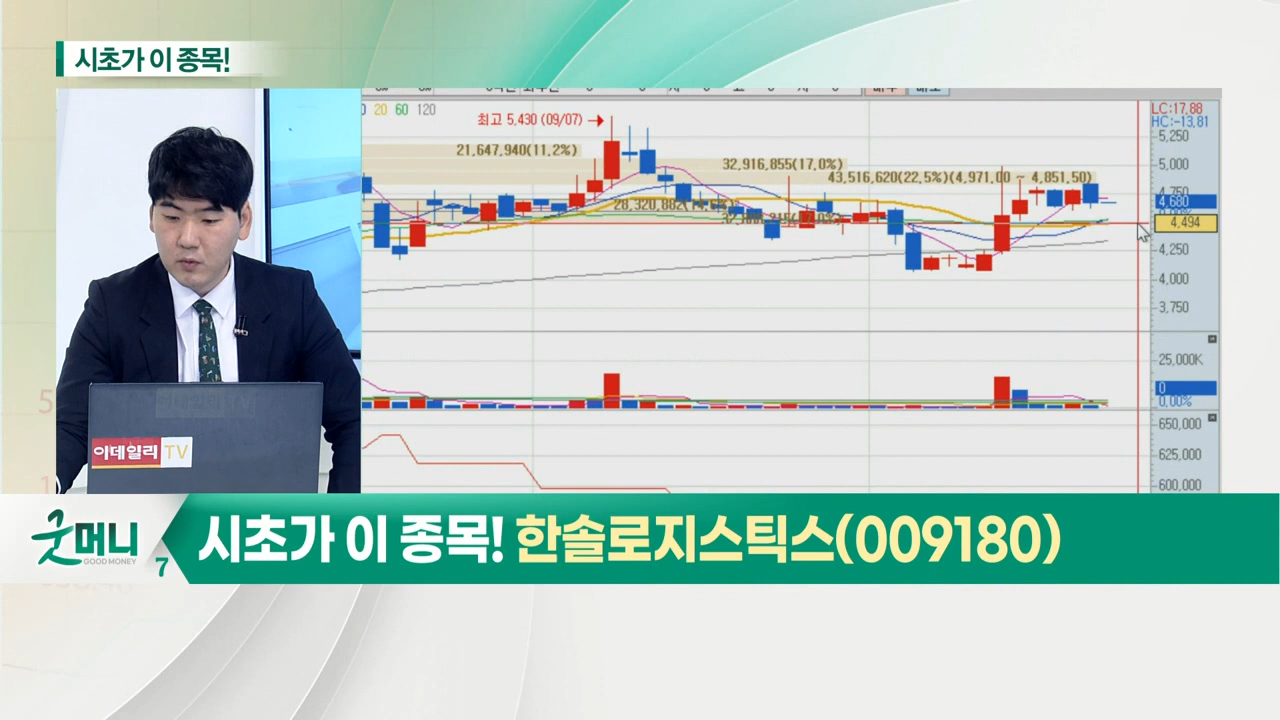 시초가 이 종목!
20 60 120
최고 5,430 (09/07)
LC:17,88
HC:-13,81
21,647,940(11,2%)
32,916,855(17,0%)
43,516,620(22,5%)(4,971,00 ~ 4,851,50)
5,250
5,000
4,750
4,680
4,494
4,250
4,000
3,750
25,000K
0
0,00%
650,000
625,000
600,000
이데일리 TV
굿머니
GOOD MONEY
7
시초가 이 종목! 한솔로지스틱스(009180)